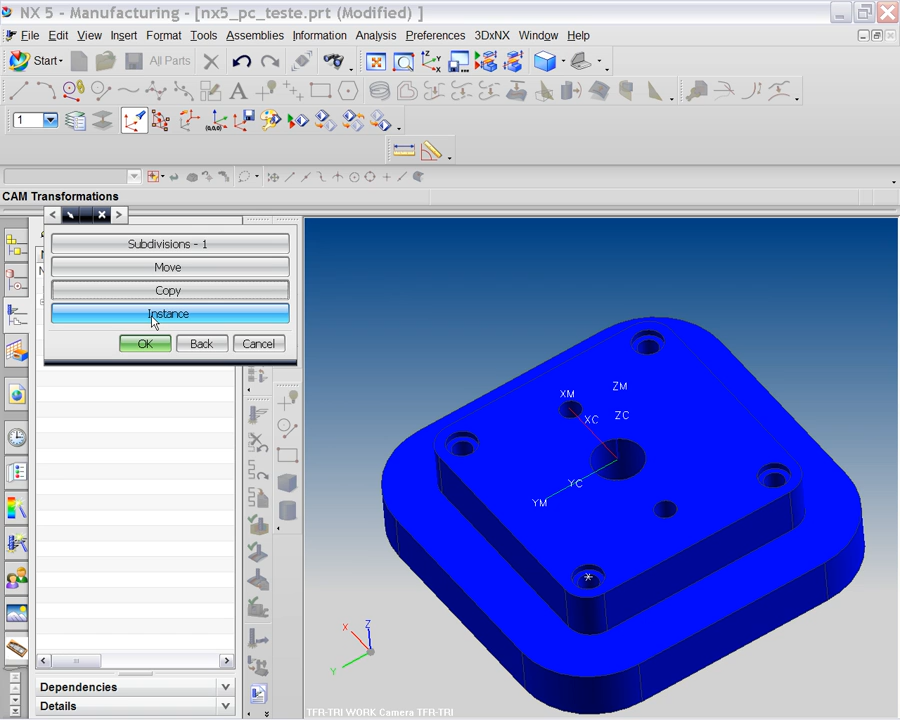 NX 5 - Manufacturing - [nx5_pc_teste.prt (Modified) ]
File Edit View Insert Format Tools Assemblies Information Analysis Preferences 3DxNX Window Help
Start All Parts
1
CAM Transformations
Subdivisions - 1
Move
Copy
Instance
OK Back Cancel
XM ZM
XC ZC
YC
YM
X Z
Y
Dependencies
Details
TFR-TRI WORK Camera TFR-TRI